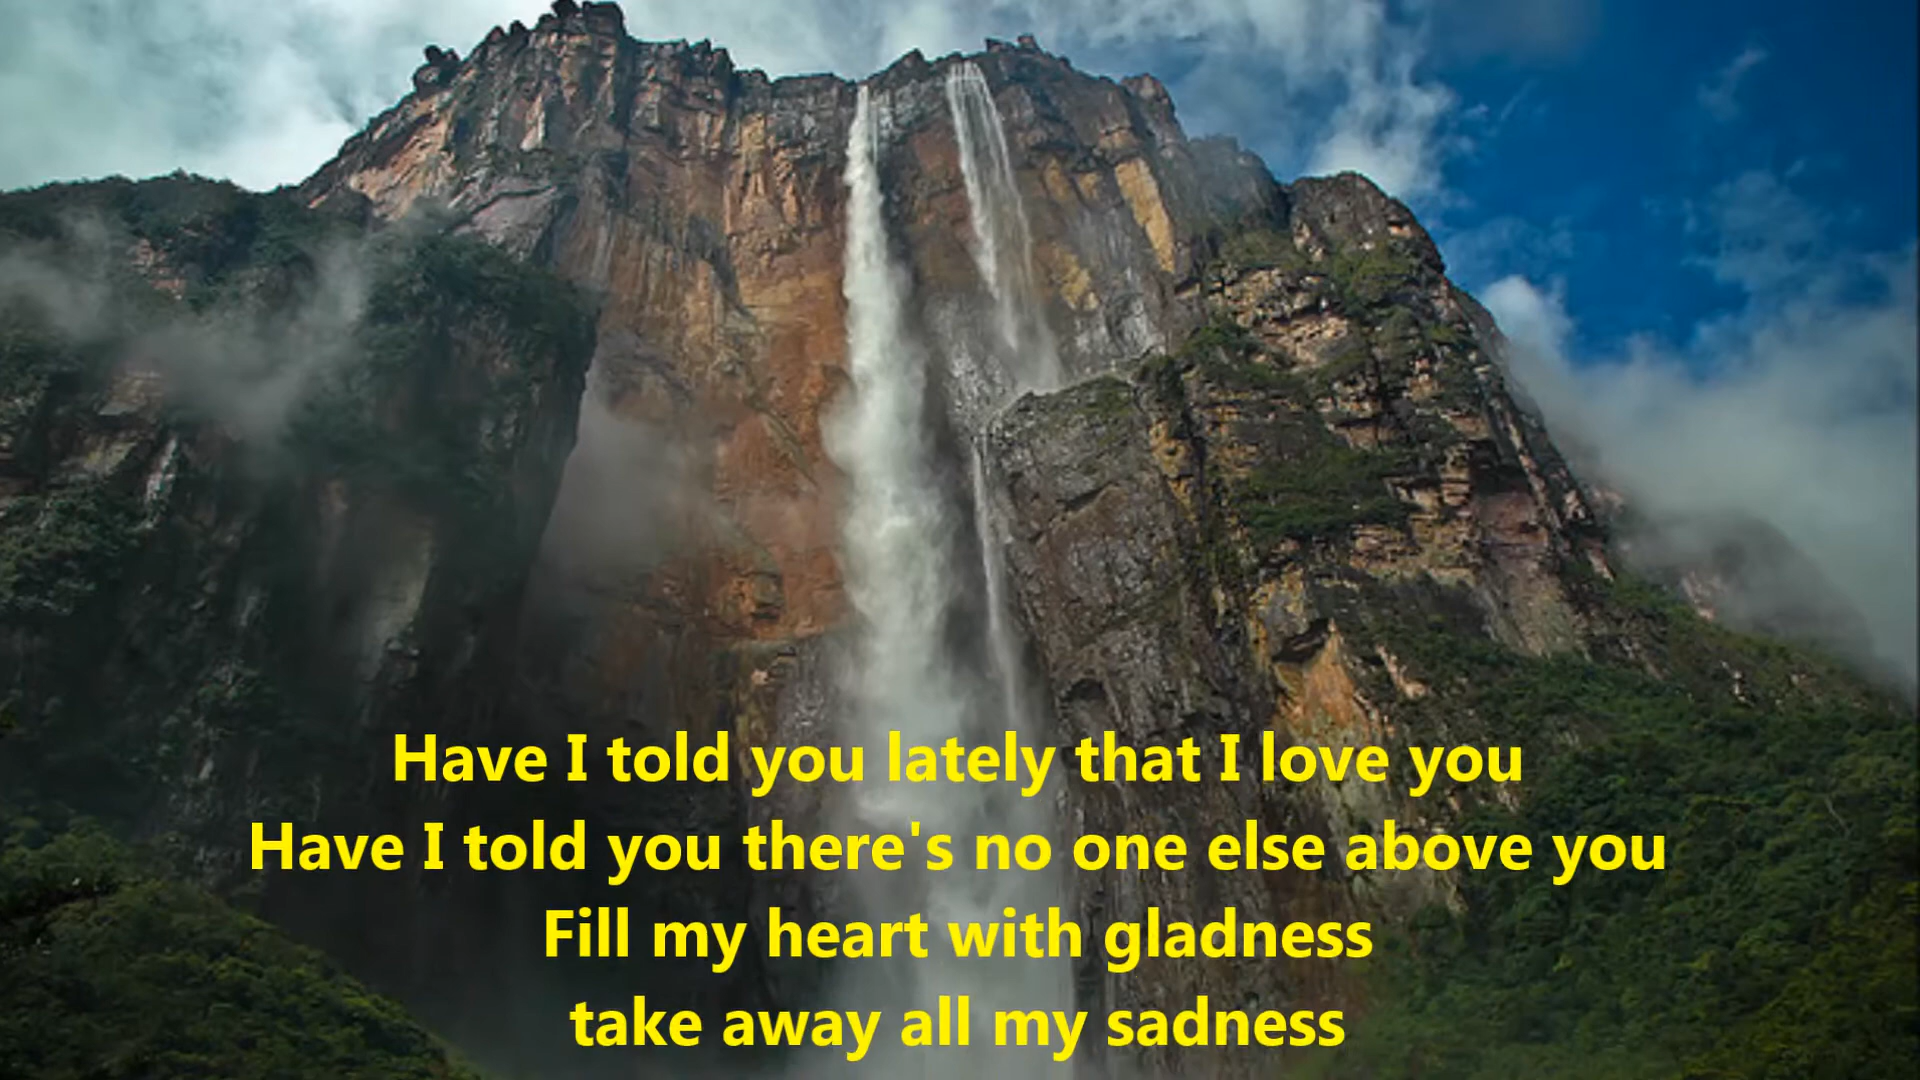 Have I told you lately that I love you
Have I told you there's no one else above you
Fill my heart with gladness
take away all my sadness